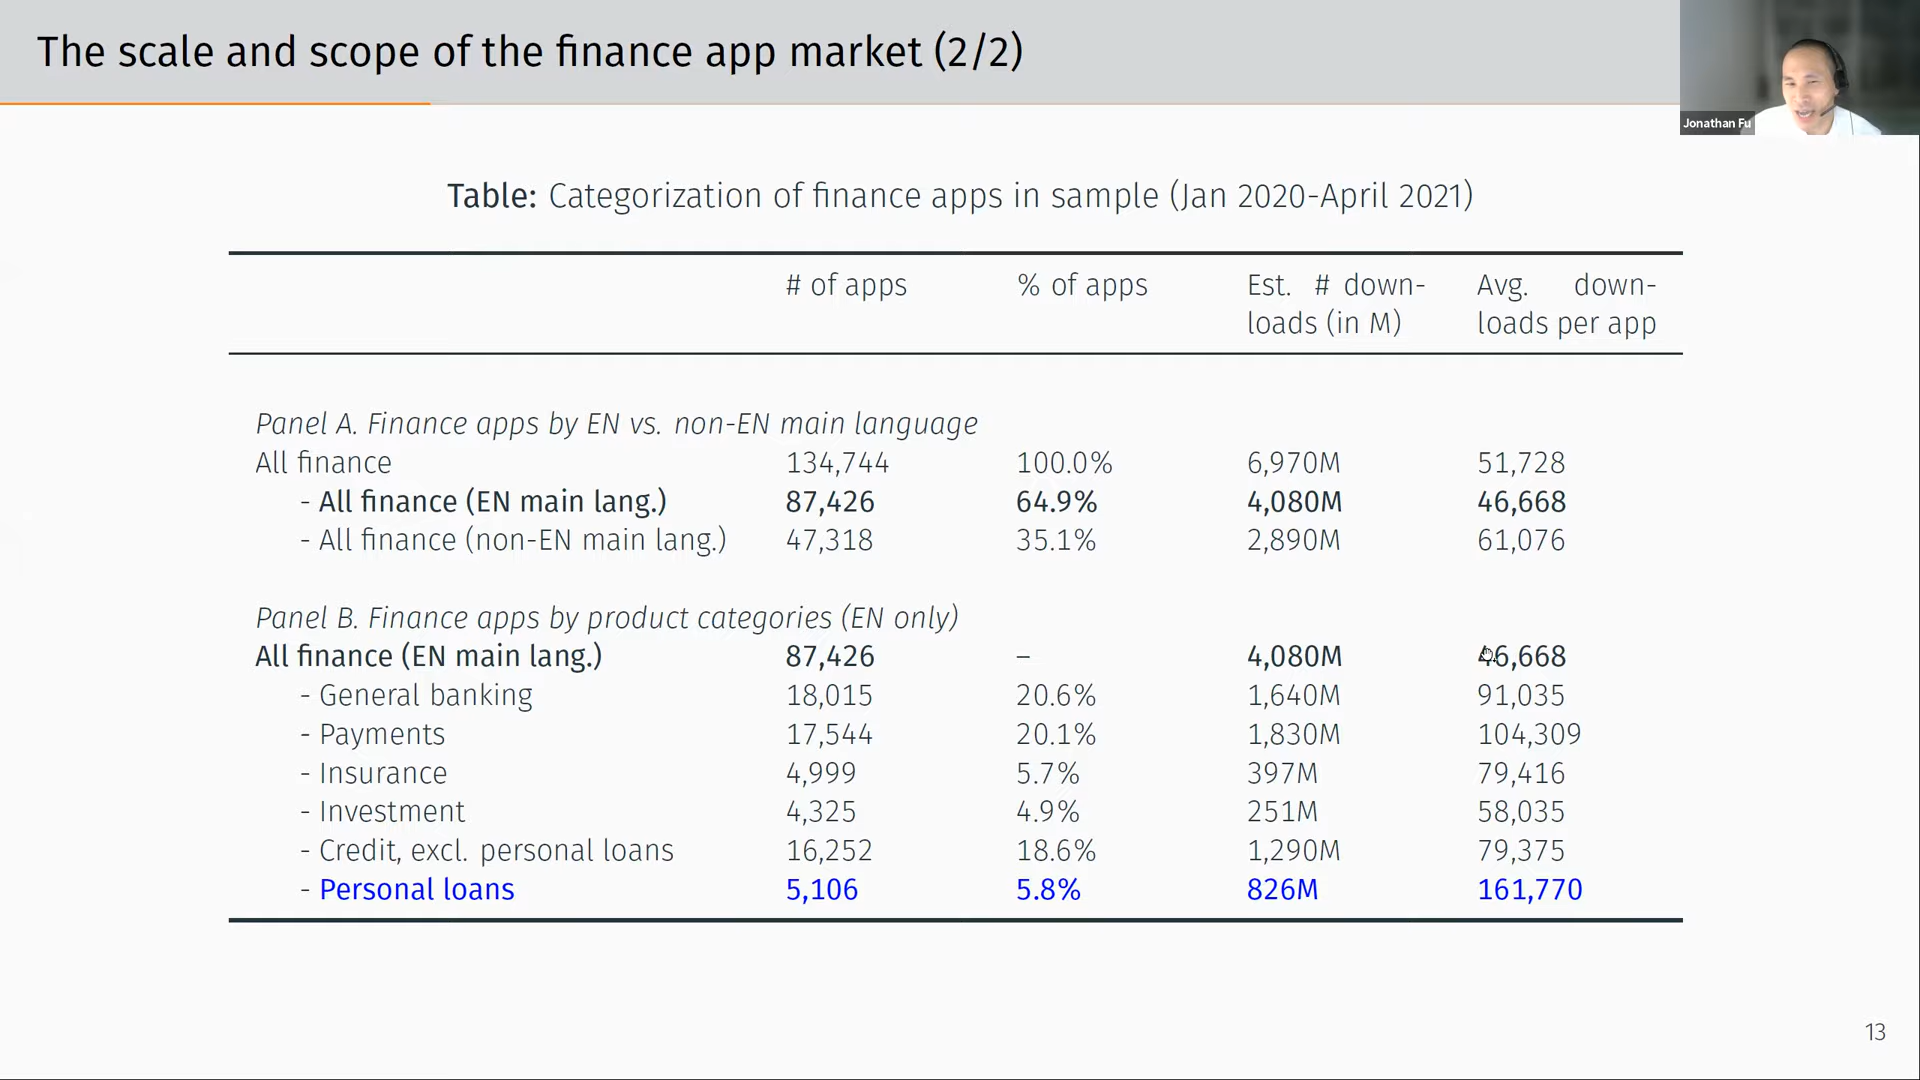 The scale and scope of the finance app market (2/2)
Jonathan Fu
Table: Categorization of finance apps in sample (Jan 2020-April 2021)
# of apps % of apps Est. # down- Avg. down-
loads (in M) loads per app
Panel A. Finance apps by EN vs. non-EN main language
All finance 134,744 100.0% 6,970M 51,728
- All finance (EN main lang.) 87,426 64.9% 4,080M 46,668
- All finance (non-EN main lang.) 47,318 35.1% 2,890M 61,076
Panel B. Finance apps by product categories (EN only)
All finance (EN main lang.) 87,426 – 4,080M 46,668
- General banking 18,015 20.6% 1,640M 91,035
- Payments 17,544 20.1% 1,830M 104,309
- Insurance 4,999 5.7% 397M 79,416
- Investment 4,325 4.9% 251M 58,035
- Credit, excl. personal loans 16,252 18.6% 1,290M 79,375
- Personal loans 5,106 5.8% 826M 161,770
13